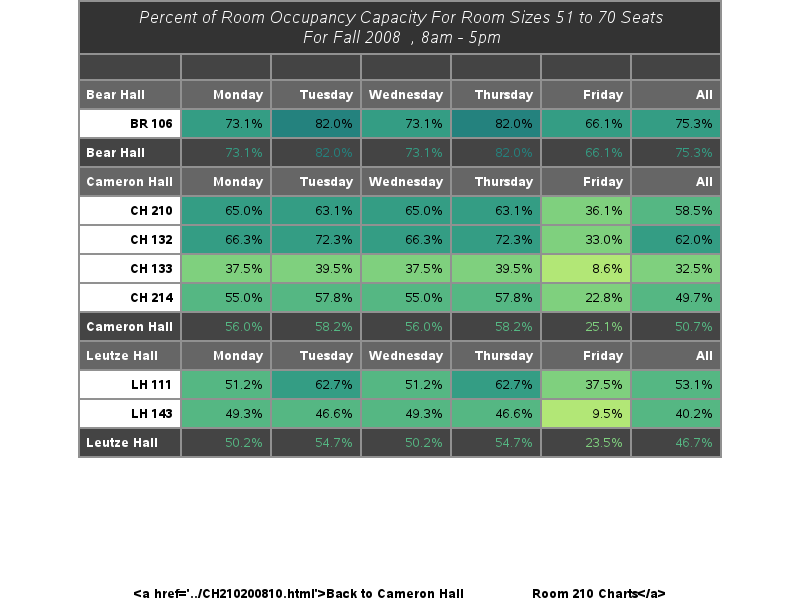 Percent of Room Occupancy Capacity For Room Sizes 51 to 70 Seats
For Fall 2008 , 8am - 5pm
Bear Hall Monday Tuesday Wednesday Thursday Friday All
BR 106 73.1% 82.0% 73.1% 82.0% 66.1% 75.3%
Bear Hall 73.1% 82.0% 73.1% 82.0% 66.1% 75.3%
Cameron Hall Monday Tuesday Wednesday Thursday Friday All
CH 210 65.0% 63.1% 65.0% 63.1% 36.1% 58.5%
CH 132 66.3% 72.3% 66.3% 72.3% 33.0% 62.0%
CH 133 37.5% 39.5% 37.5% 39.5% 8.6% 32.5%
CH 214 55.0% 57.8% 55.0% 57.8% 22.8% 49.7%
Cameron Hall 56.0% 58.2% 56.0% 58.2% 25.1% 50.7%
Leutze Hall Monday Tuesday Wednesday Thursday Friday All
LH 111 51.2% 62.7% 51.2% 62.7% 37.5% 53.1%
LH 143 49.3% 46.6% 49.3% 46.6% 9.5% 40.2%
Leutze Hall 50.2% 54.7% 50.2% 54.7% 23.5% 46.7%
<a href='../CH210200810.html'>Back to Cameron Hall Room 210 Charts</a>